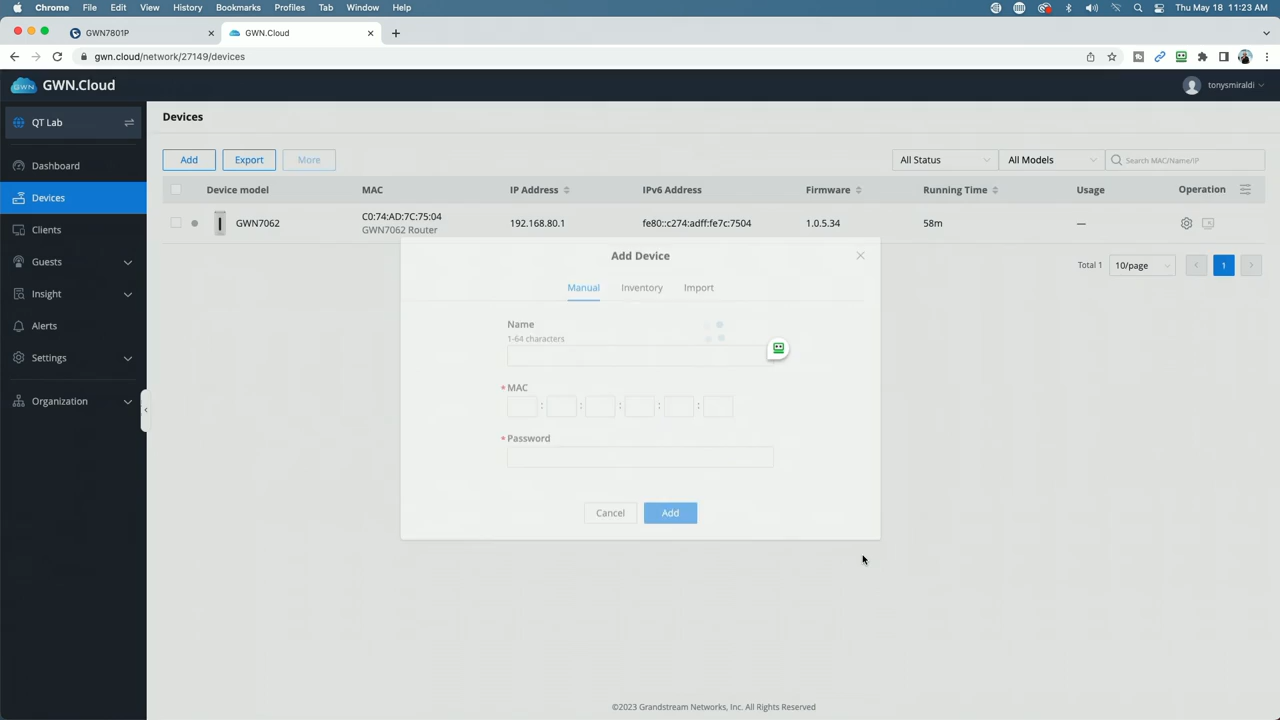 Chrome File Edit View History Bookmarks Profiles Tab Window Help Thu May 18 11:23 AM
GWN7801P GWN.Cloud
gwn.cloud/network/27149/devices
GWN GWN.Cloud tonysmiraldi
QT Lab
Dashboard
Devices
Clients
Guests
Insight
Alerts
Settings
Organization
Devices
Add Export More All Status All Models Search MAC/Name/IP
Device model MAC IP Address IPv6 Address Firmware Running Time Usage Operation
GWN7062 C0:74:AD:7C:75:04 192.168.80.1 fe80::c274:adff:fe7c:7504 1.0.5.34 58m —
GWN7062 Router
Total 1 10/page < 1 >
Add Device
Manual Inventory Import
Name
1-64 characters
* MAC
: : : : :
* Password
Cancel Add
©2023 Grandstream Networks, Inc. All Rights Reserved